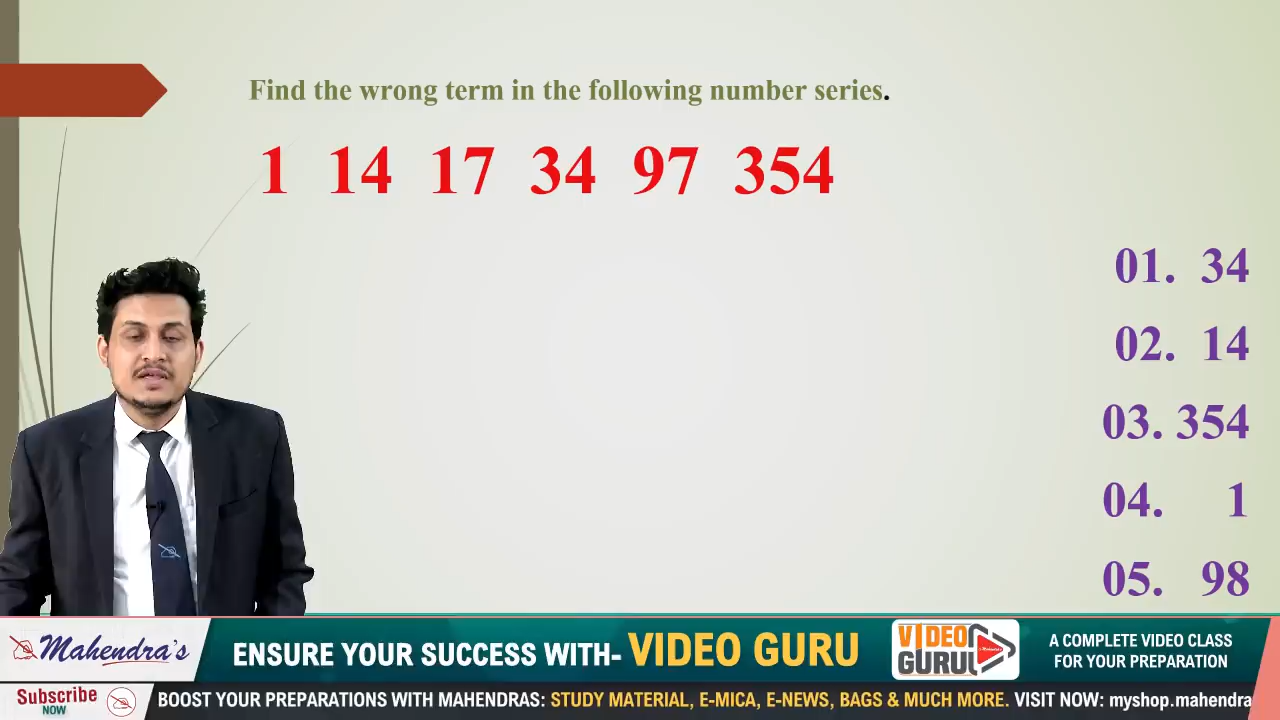 Find the wrong term in the following number series.
1 14 17 34 97 354
01. 34
02. 14
03. 354
04. 1
05. 98
Mahendra's
ENSURE YOUR SUCCESS WITH- VIDEO GURU
VIDEO
GURU
A COMPLETE VIDEO CLASS
FOR YOUR PREPARATION
Subscribe
NOW
BOOST YOUR PREPARATIONS WITH MAHENDRAS: STUDY MATERIAL, E-MICA, E-NEWS, BAGS & MUCH MORE. VISIT NOW: myshop.mahendra